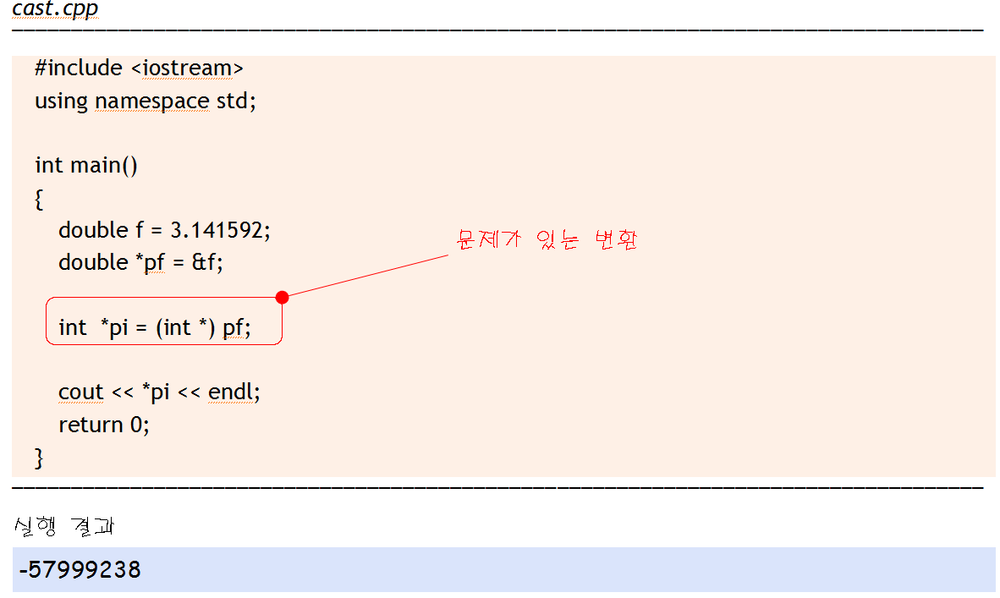 cast.cpp
#include <iostream>
using namespace std;
int main()
{
double f = 3.141592;
double *pf = &f;
문제가 있는 변환
int *pi = (int *) pf;
cout << *pi << endl;
return 0;
}
실행 결과
-57999238